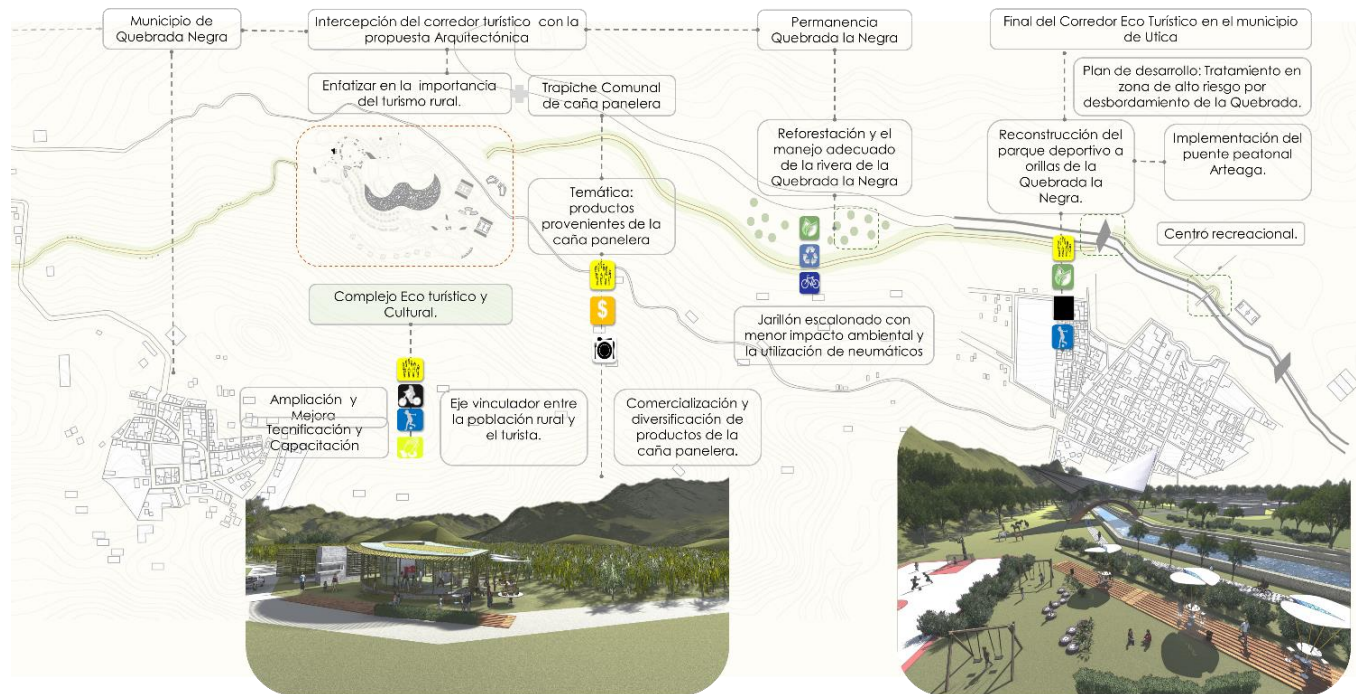 Municipio de
Quebrada Negra
Intercepción del corredor turístico con la
propuesta Arquitectónica
Permanencia
Quebrada la Negra
Final del Corredor Eco Turístico en el municipio
de Utica
Enfatizar en la importancia
del turismo rural.
Trapiche Comunal
de caña panelera
Plan de desarrollo: Tratamiento en
zona de alto riesgo por
desbordamiento de la Quebrada.
Reforestación y el
manejo adecuado
de la rivera de la
Quebrada la Negra
Reconstrucción del
parque deportivo a
orillas de la
Quebrada la
Negra.
Implementación del
puente peatonal
Arteaga.
Temática:
productos
provenientes de la
caña panelera
Centro recreacional.
Complejo Eco turístico y
Cultural.
$
Jarillón escalonado con
menor impacto ambiental y
la utilización de neumáticos
Ampliación y
Mejora
Tecnificación y
Capacitación
Eje vinculador entre
la población rural y
el turista.
Comercialización y
diversificación de
productos de la
caña panelera.